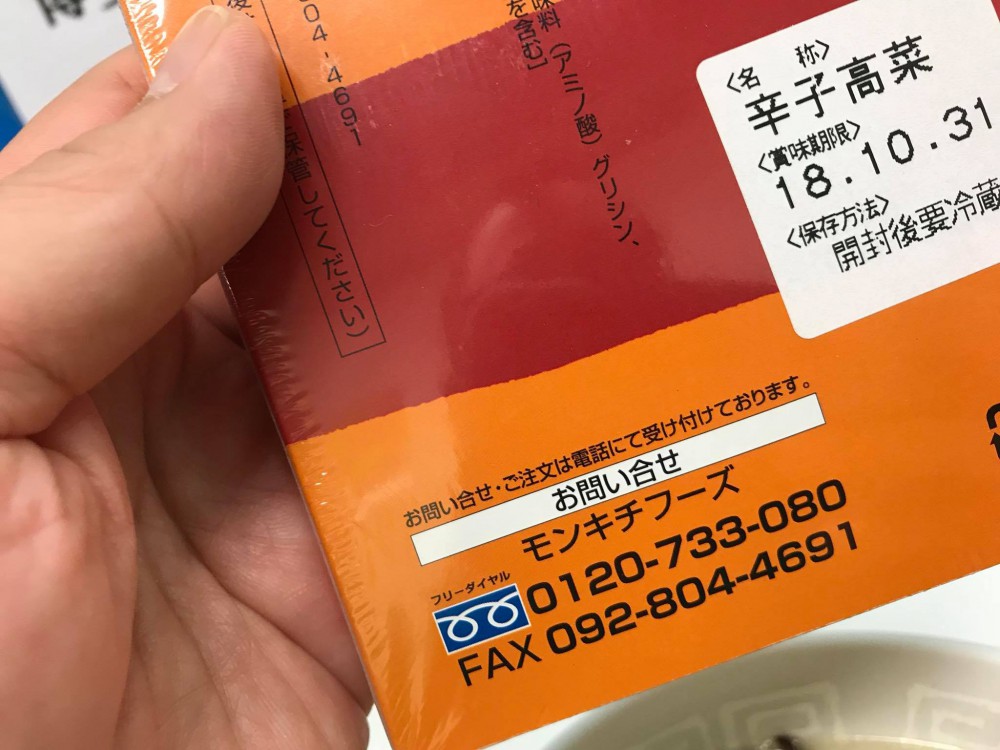 804-4691
保管してください)
味料(アミノ酸)グリシン、
を含む]
〈名 称〉
辛子高菜
〈賞味期限〉
18.10.31
〈保存方法〉
開封後要冷蔵
お問い合せ・ご注文は電話にて受け付けております。
お問い合せ
モンキチフーズ
フリーダイヤル
0120-733-080
FAX 092-804-4691